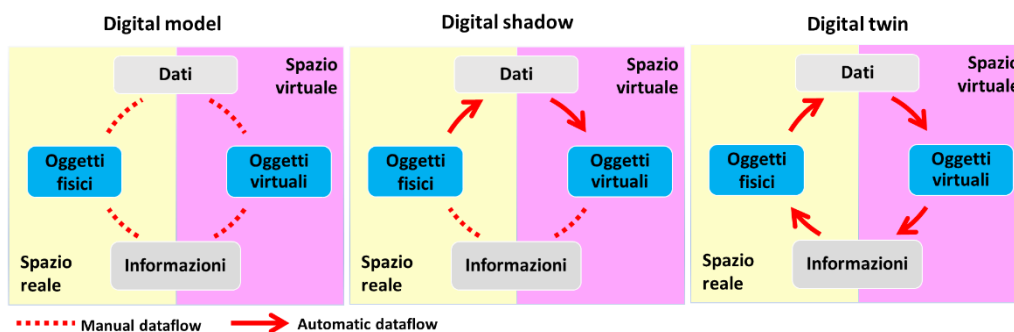 Digital model
Spazio
virtuale
Dati
Oggetti
fisici
Oggetti
virtuali
Informazioni
Spazio
reale
Digital shadow
Spazio
virtuale
Dati
Oggetti
fisici
Oggetti
virtuali
Informazioni
Spazio
reale
Digital twin
Spazio
virtuale
Dati
Oggetti
fisici
Oggetti
virtuali
Informazioni
Spazio
reale
Manual dataflow
Automatic dataflow